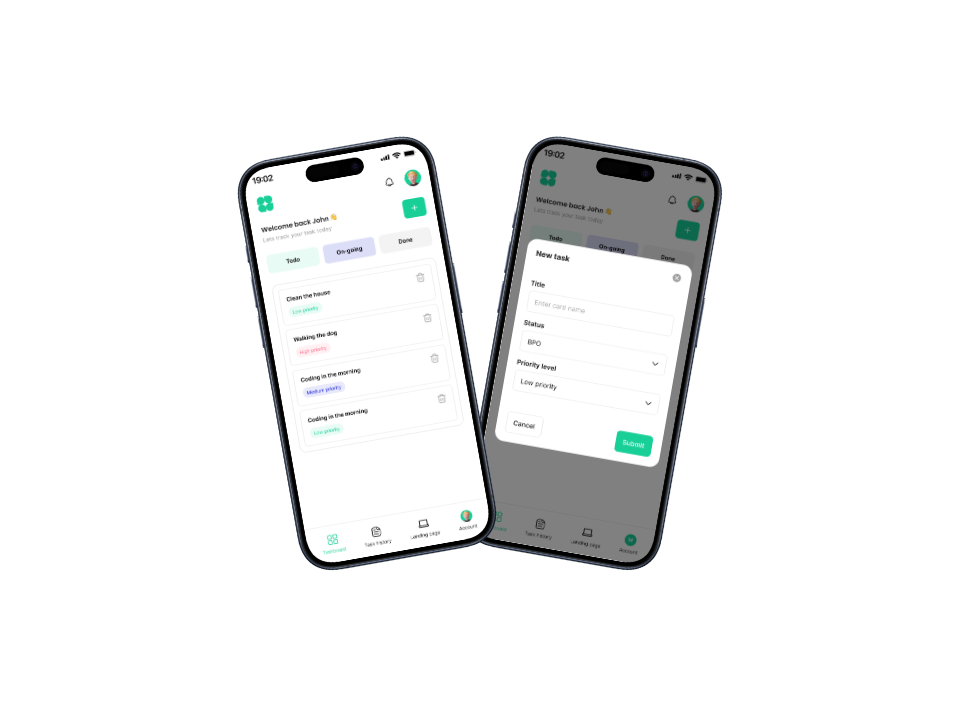 19:02
Welcome back John 👋
Lets track your task today
Todo
On-going
Done
Clean the house
Low priority
Walking the dog
High priority
Coding in the morning
Medium priority
Coding in the morning
Low priority
Dashboard
Task history
Landing page
Account
19:02
Welcome back John 👋
Lets track your task today
Todo
On-going
Done
New task
Title
Enter card name
Status
BPO
Priority level
Low priority
Cancel
Submit
Task history
Landing page
Account